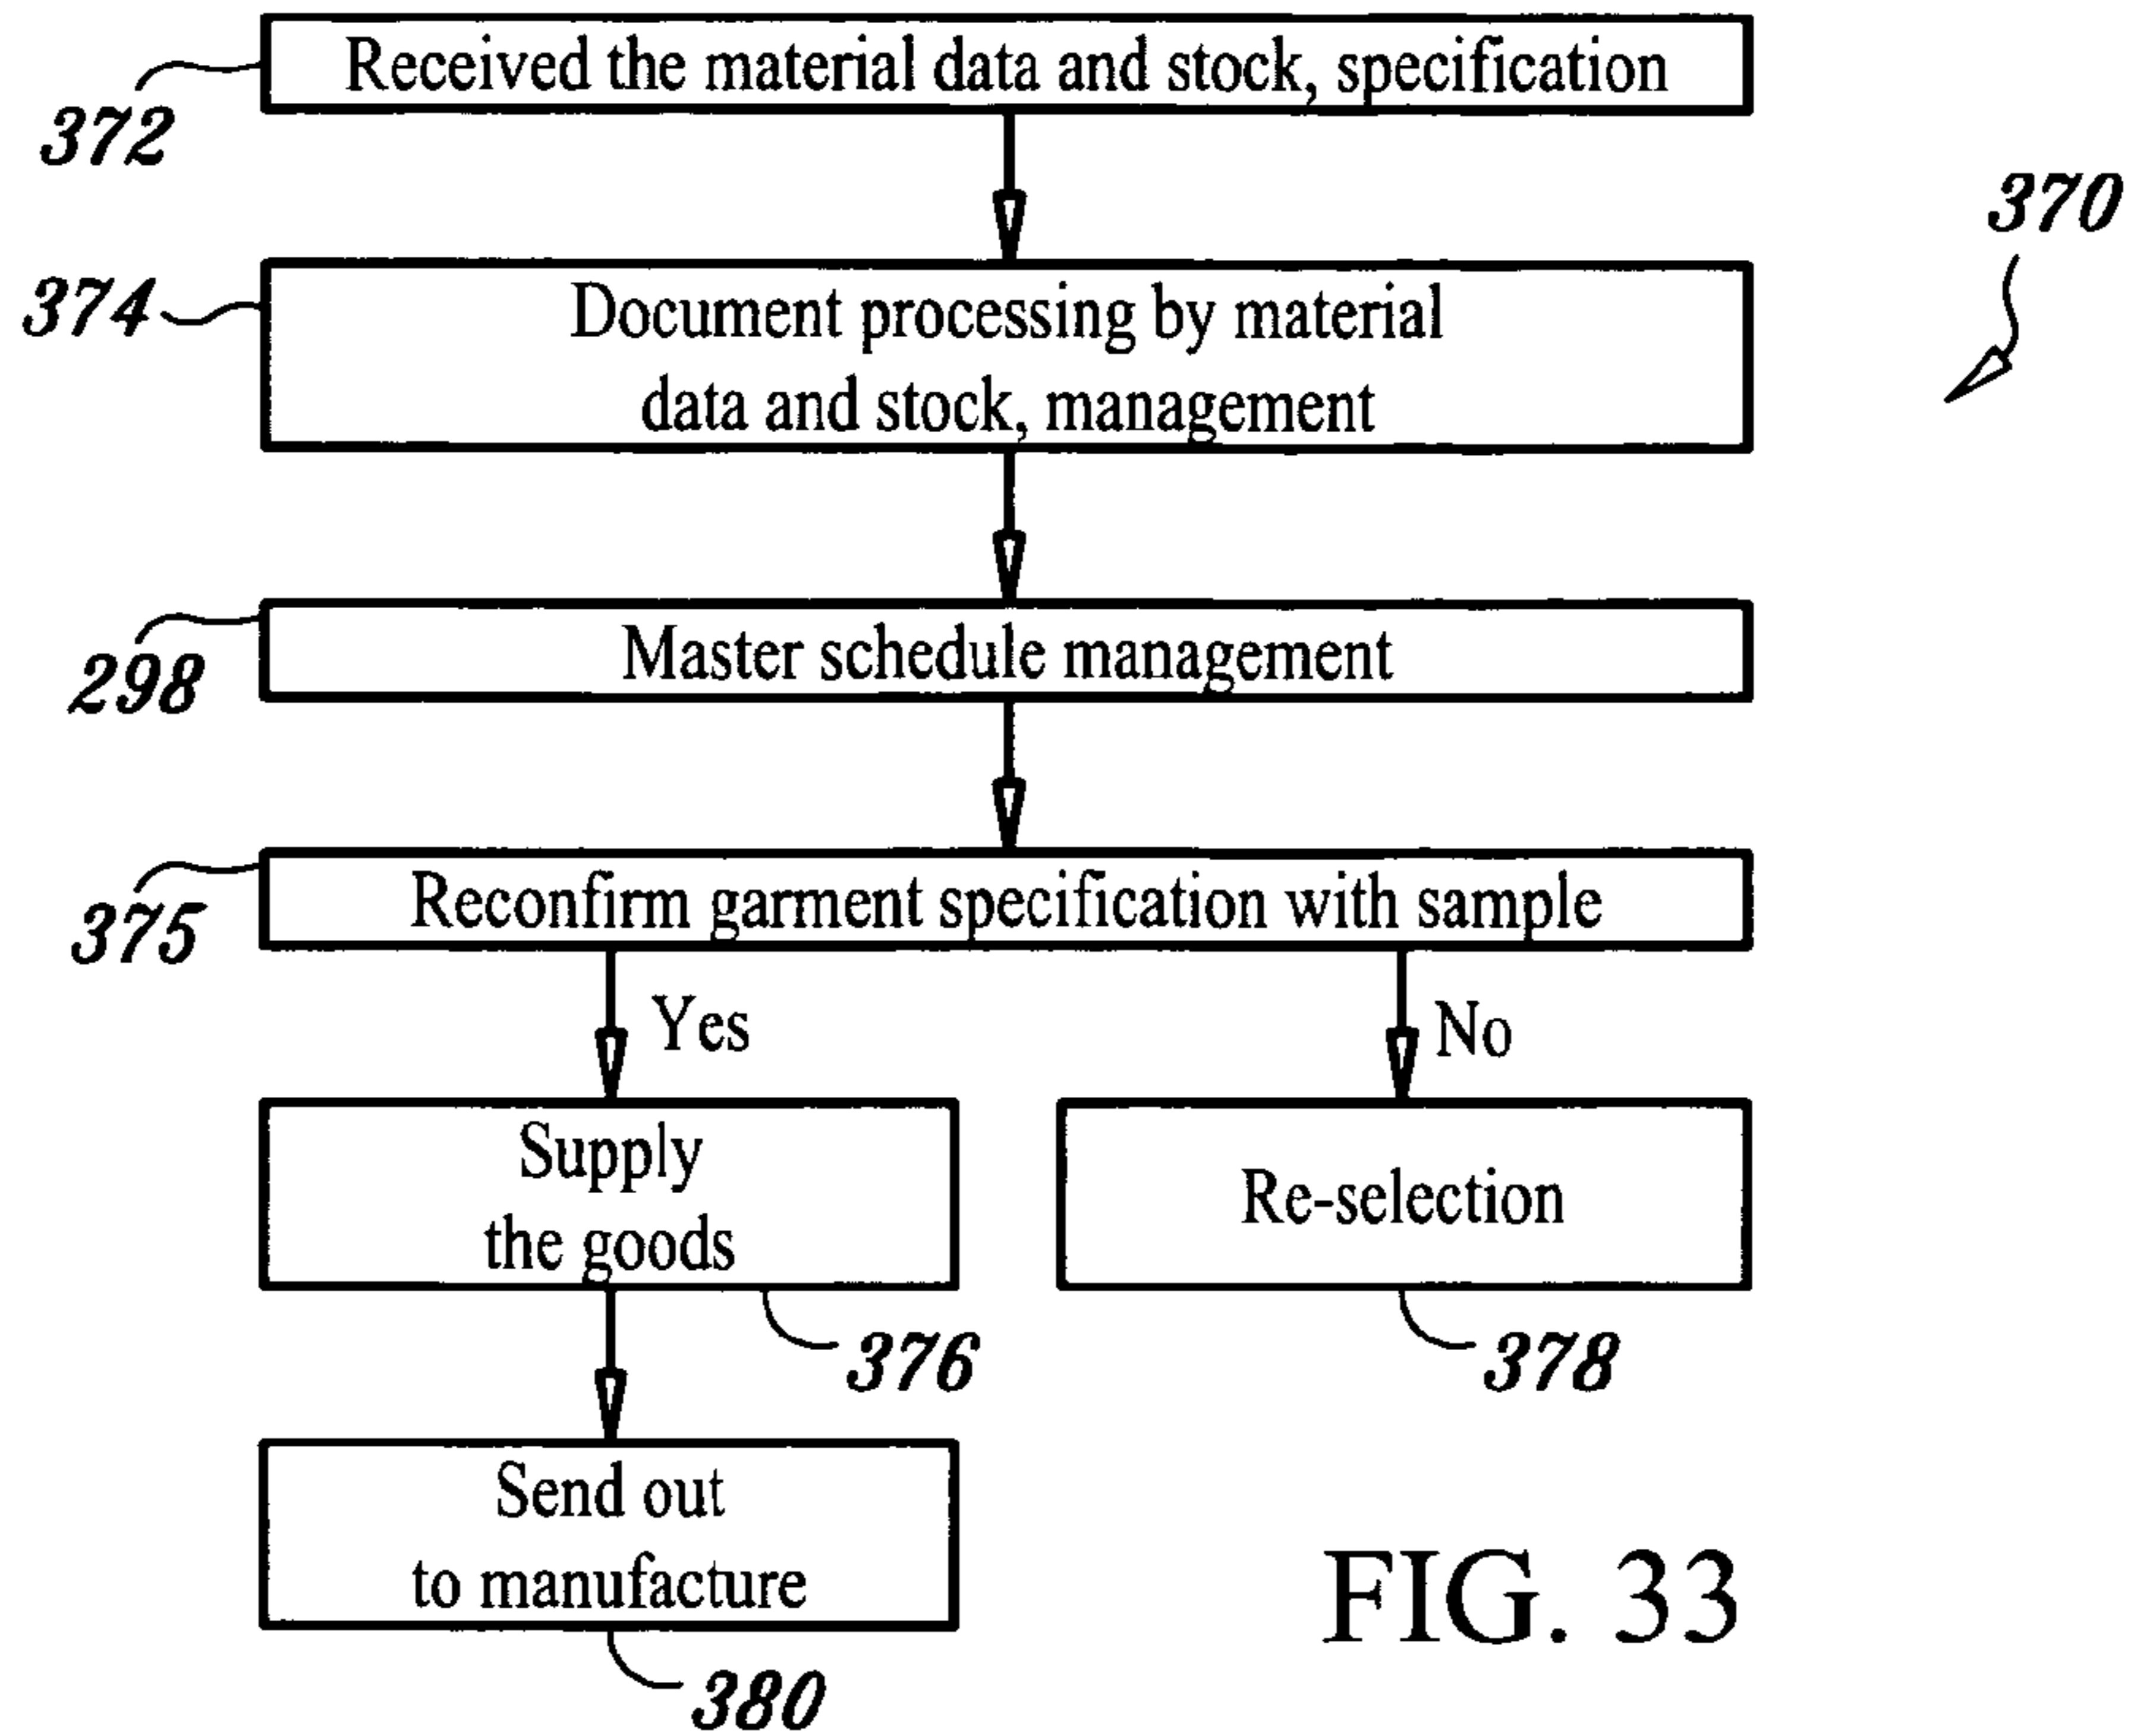 Received the material data and stock, specification
372
370
Document processing by material
data and stock, management
374
Master schedule management
298
Reconfirm garment specification with sample
375
Yes
No
Supply
the goods
Re-selection
376
378
Send out
to manufacture
FIG. 33
380